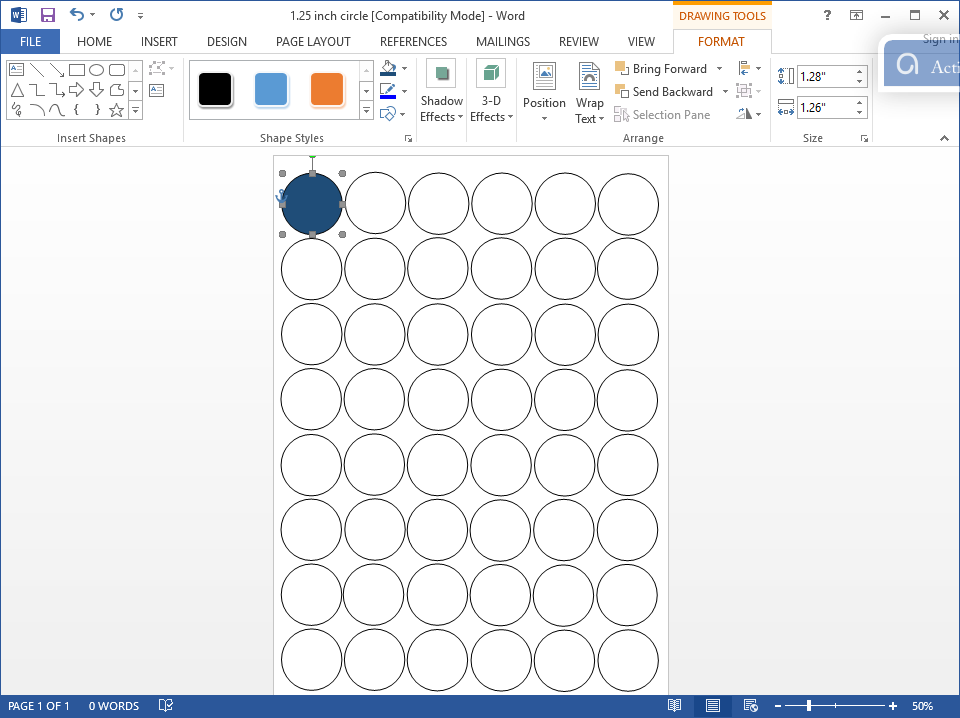 1.25 inch circle [Compatibility Mode] - Word
DRAWING TOOLS
?
FILE
HOME
INSERT
DESIGN
PAGE LAYOUT
REFERENCES
MAILINGS
REVIEW
VIEW
FORMAT
Sign in
Acti
Insert Shapes
Shape Styles
Shadow
Effects
3-D
Effects
Position
Wrap
Text
Bring Forward
Send Backward
Selection Pane
Arrange
1.28"
1.26"
Size
PAGE 1 OF 1
0 WORDS
50%